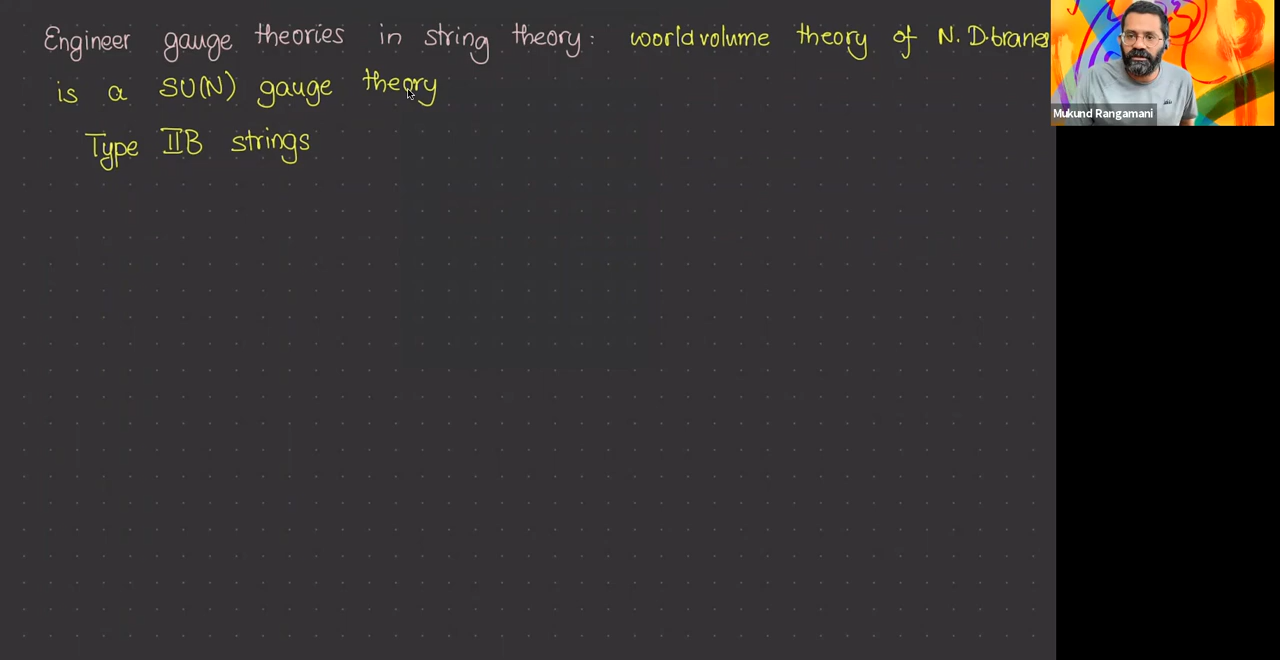 Engineer gauge theories in string theory: worldvolume theory of N. D-branes
is a SU(N) gauge theory
Type IIB strings
Mukund Rangamani